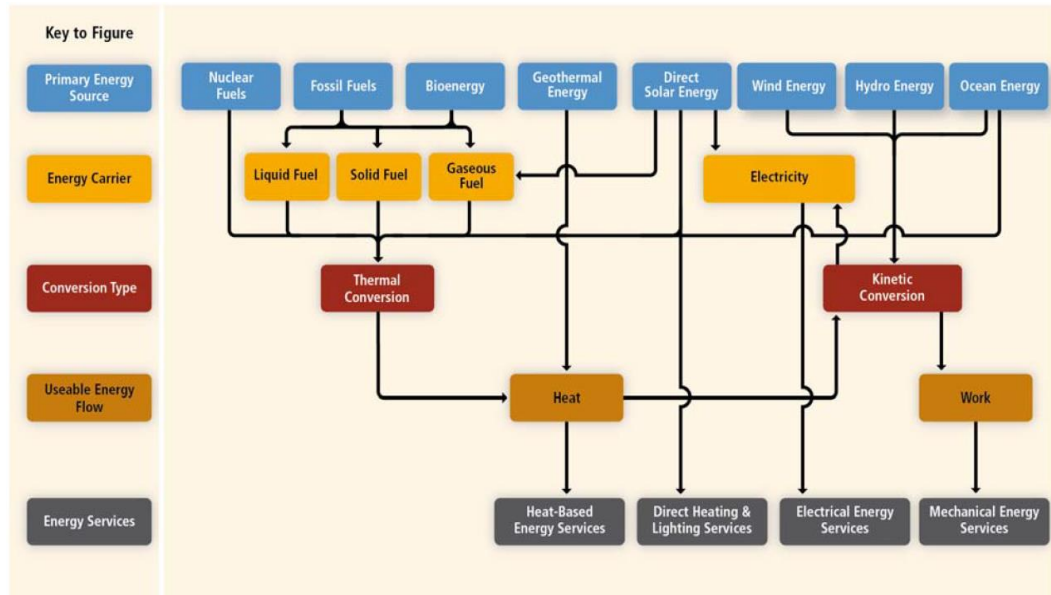 Key to Figure
Primary Energy
Source
Nuclear
Fuels
Fossil Fuels
Bioenergy
Geothermal
Energy
Direct
Solar Energy
Wind Energy
Hydro Energy
Ocean Energy
Energy Carrier
Liquid Fuel
Solid Fuel
Gaseous
Fuel
Electricity
Conversion Type
Thermal
Conversion
Kinetic
Conversion
Useable Energy
Flow
Heat
Work
Energy Services
Heat-Based
Energy Services
Direct Heating &
Lighting Services
Electrical Energy
Services
Mechanical Energy
Services